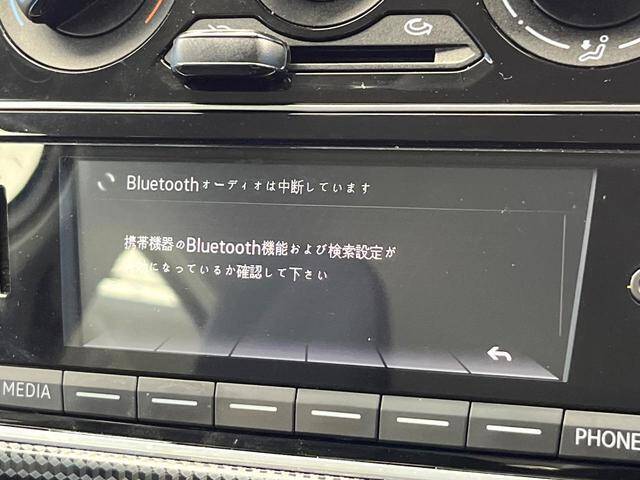 Bluetoothオーディオは中断しています
携帯機器のBluetooth機能および検索設定が
になっているか確認して下さい
MEDIA
PHONE